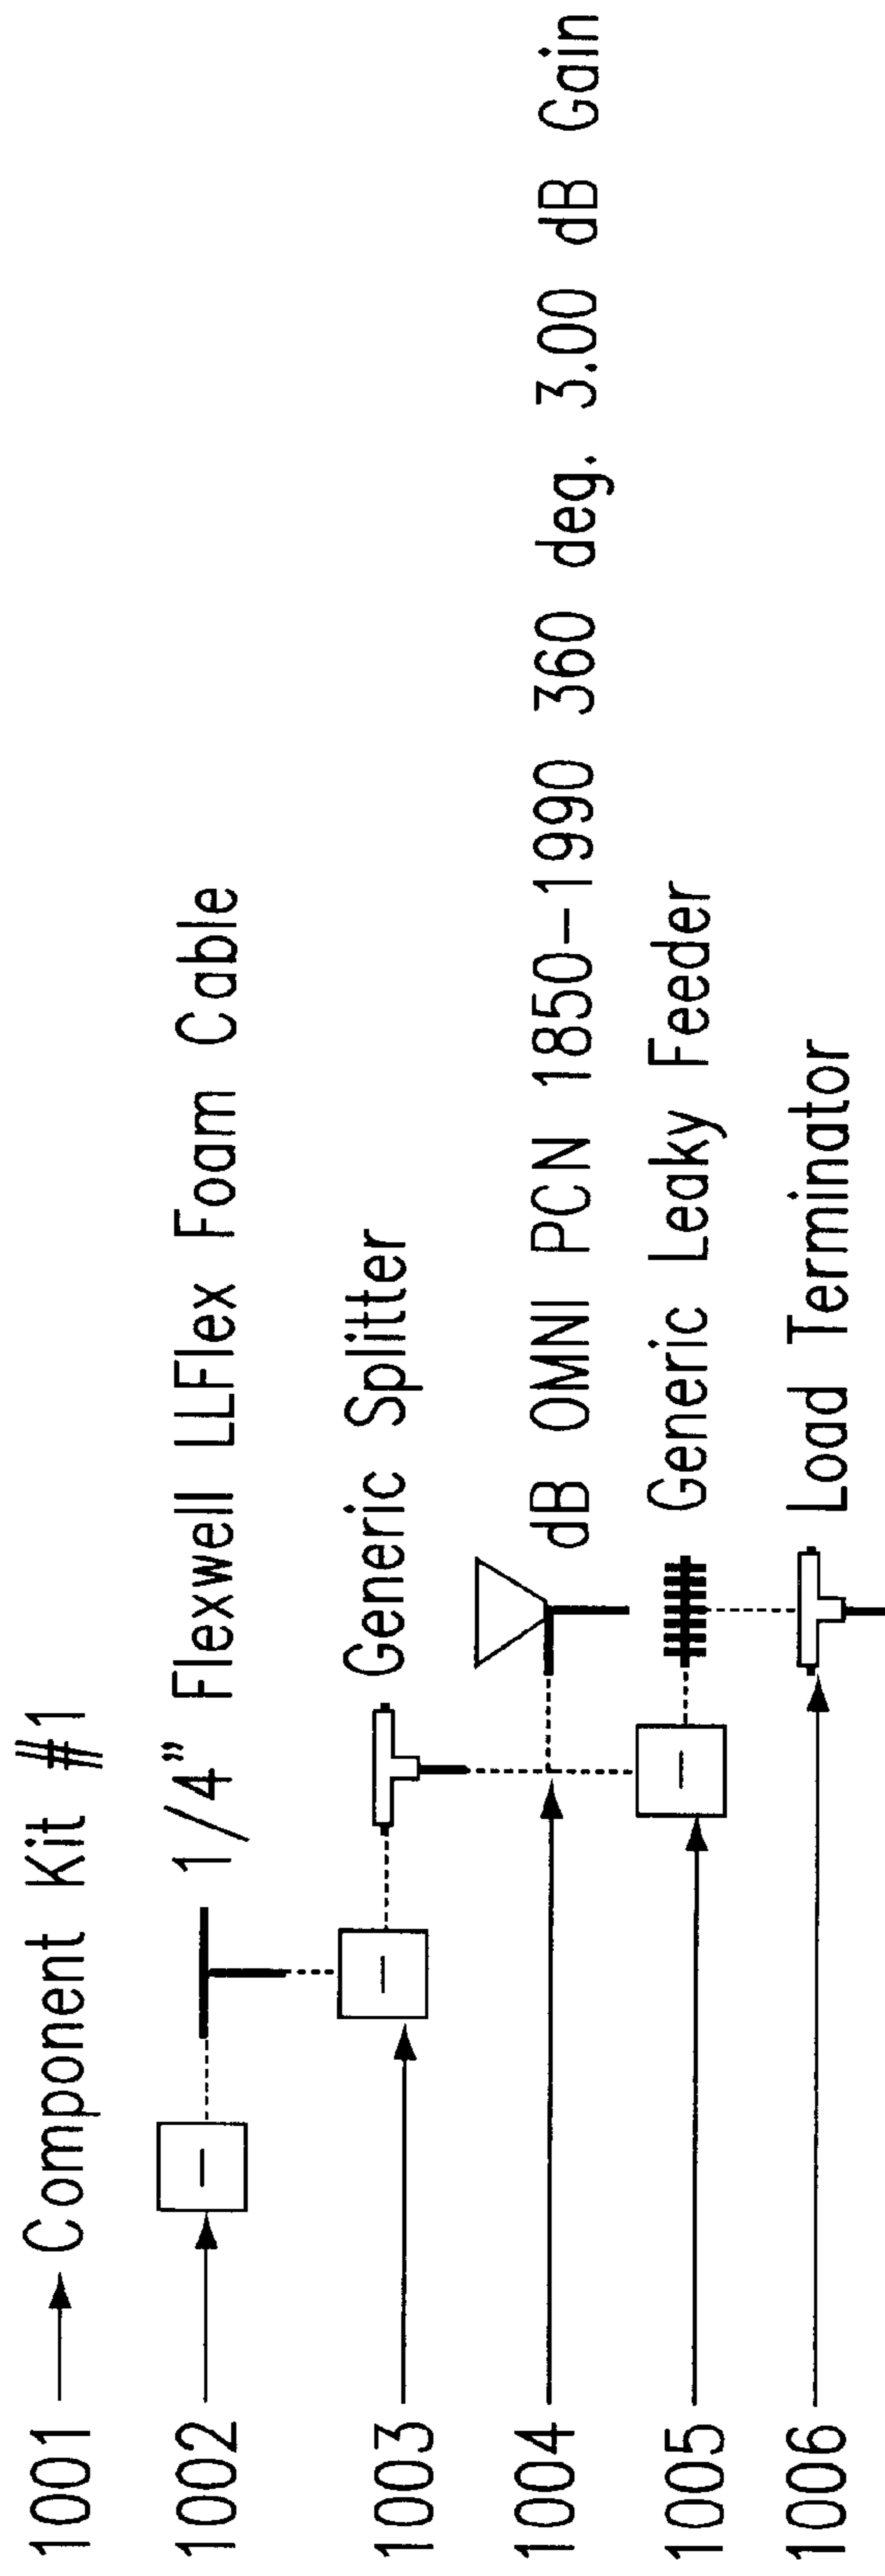 1001 Component Kit #1
1002 1/4" Flexwell LLFlex Foam Cable
1003 Generic Splitter
1004 dB OMNI PCN 1850-1990 360 deg. 3.00 dB Gain
1005 Generic Leaky Feeder
1006 Load Terminator